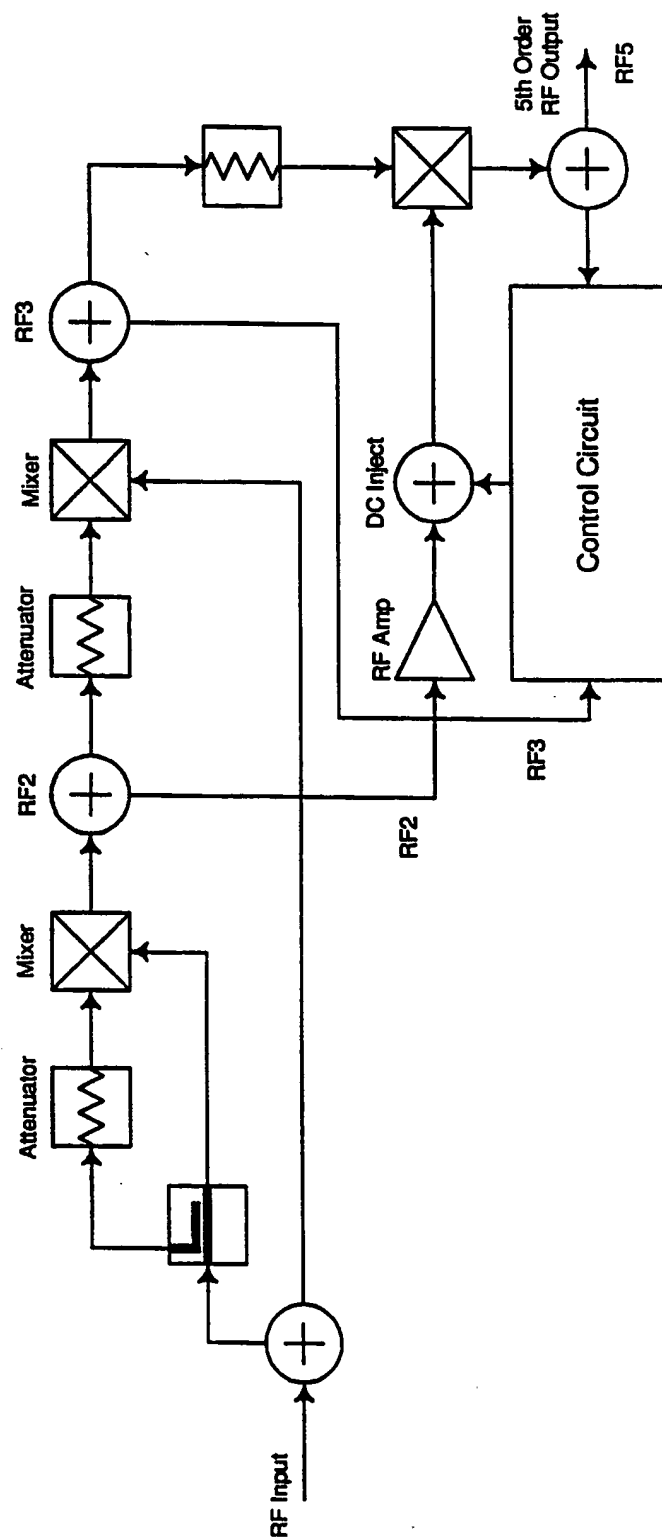 RF Input
Attenuator
Mixer
RF2
Attenuator
Mixer
RF3
RF2
RF Amp
DC Inject
RF3
Control Circuit
5th Order
RF Output
RF5